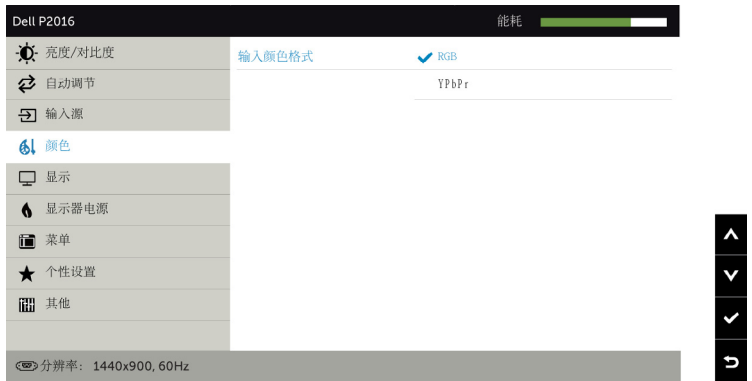 Dell P2016
能耗
亮度/对比度
自动调节
输入源
颜色
显示
显示器电源
菜单
个性设置
其他
输入颜色格式
RGB
YPbPr
分辨率: 1440x900, 60Hz